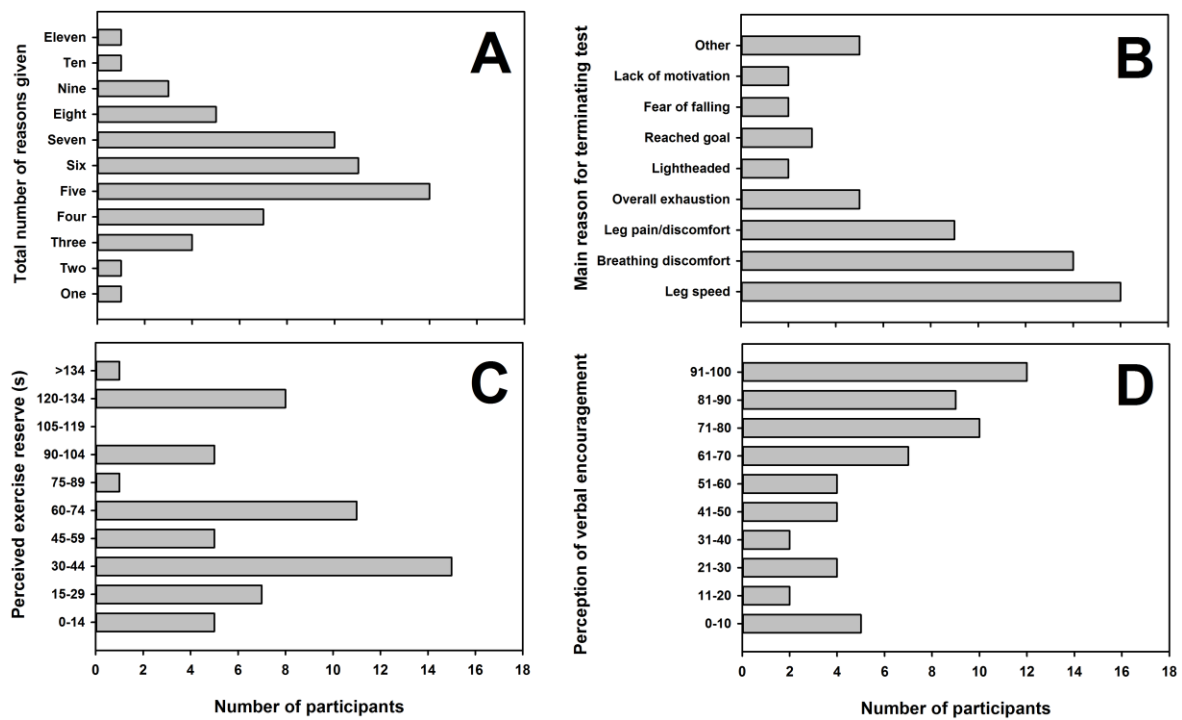 A
Total number of reasons given
Eleven
Ten
Nine
Eight
Seven
Six
Five
Four
Three
Two
One
B
Main reason for terminating test
Other
Lack of motivation
Fear of falling
Reached goal
Lightheaded
Overall exhaustion
Leg pain/discomfort
Breathing discomfort
Leg speed
C
Perceived exercise reserve (s)
>134
120-134
105-119
90-104
75-89
60-74
45-59
30-44
15-29
0-14
0 2 4 6 8 10 12 14 16 18
Number of participants
D
Perception of verbal encouragement
91-100
81-90
71-80
61-70
51-60
41-50
31-40
21-30
11-20
0-10
0 2 4 6 8 10 12 14 16 18
Number of participants